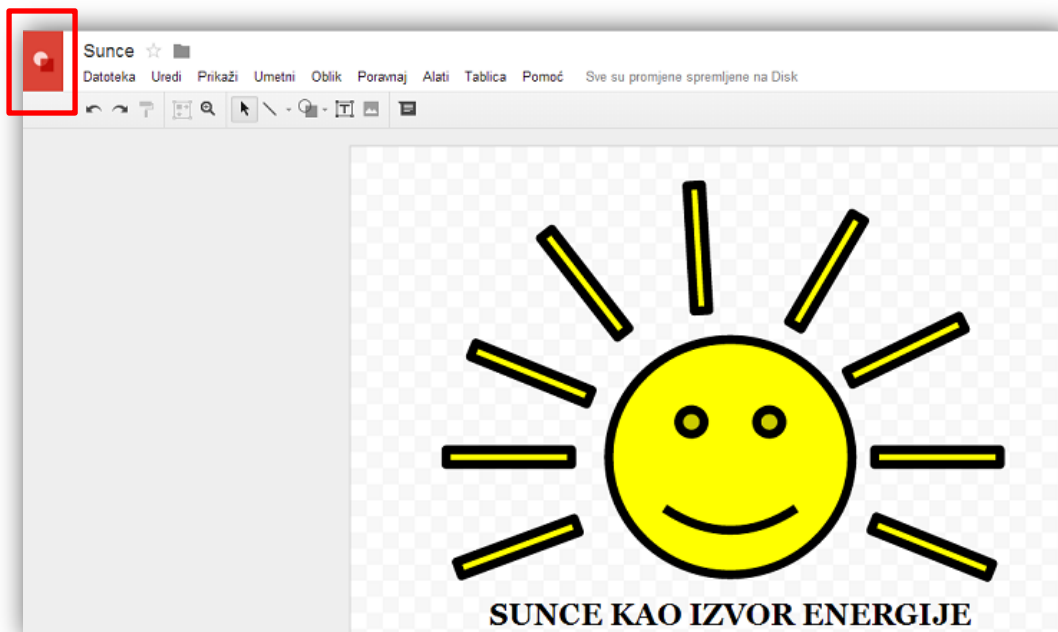 Sunce
Datoteka Uredi Prikaži Umetni Oblik Poravnaj Alati Tablica Pomoć Sve su promjene spremljene na Disk
SUNCE KAO IZVOR ENERGIJE